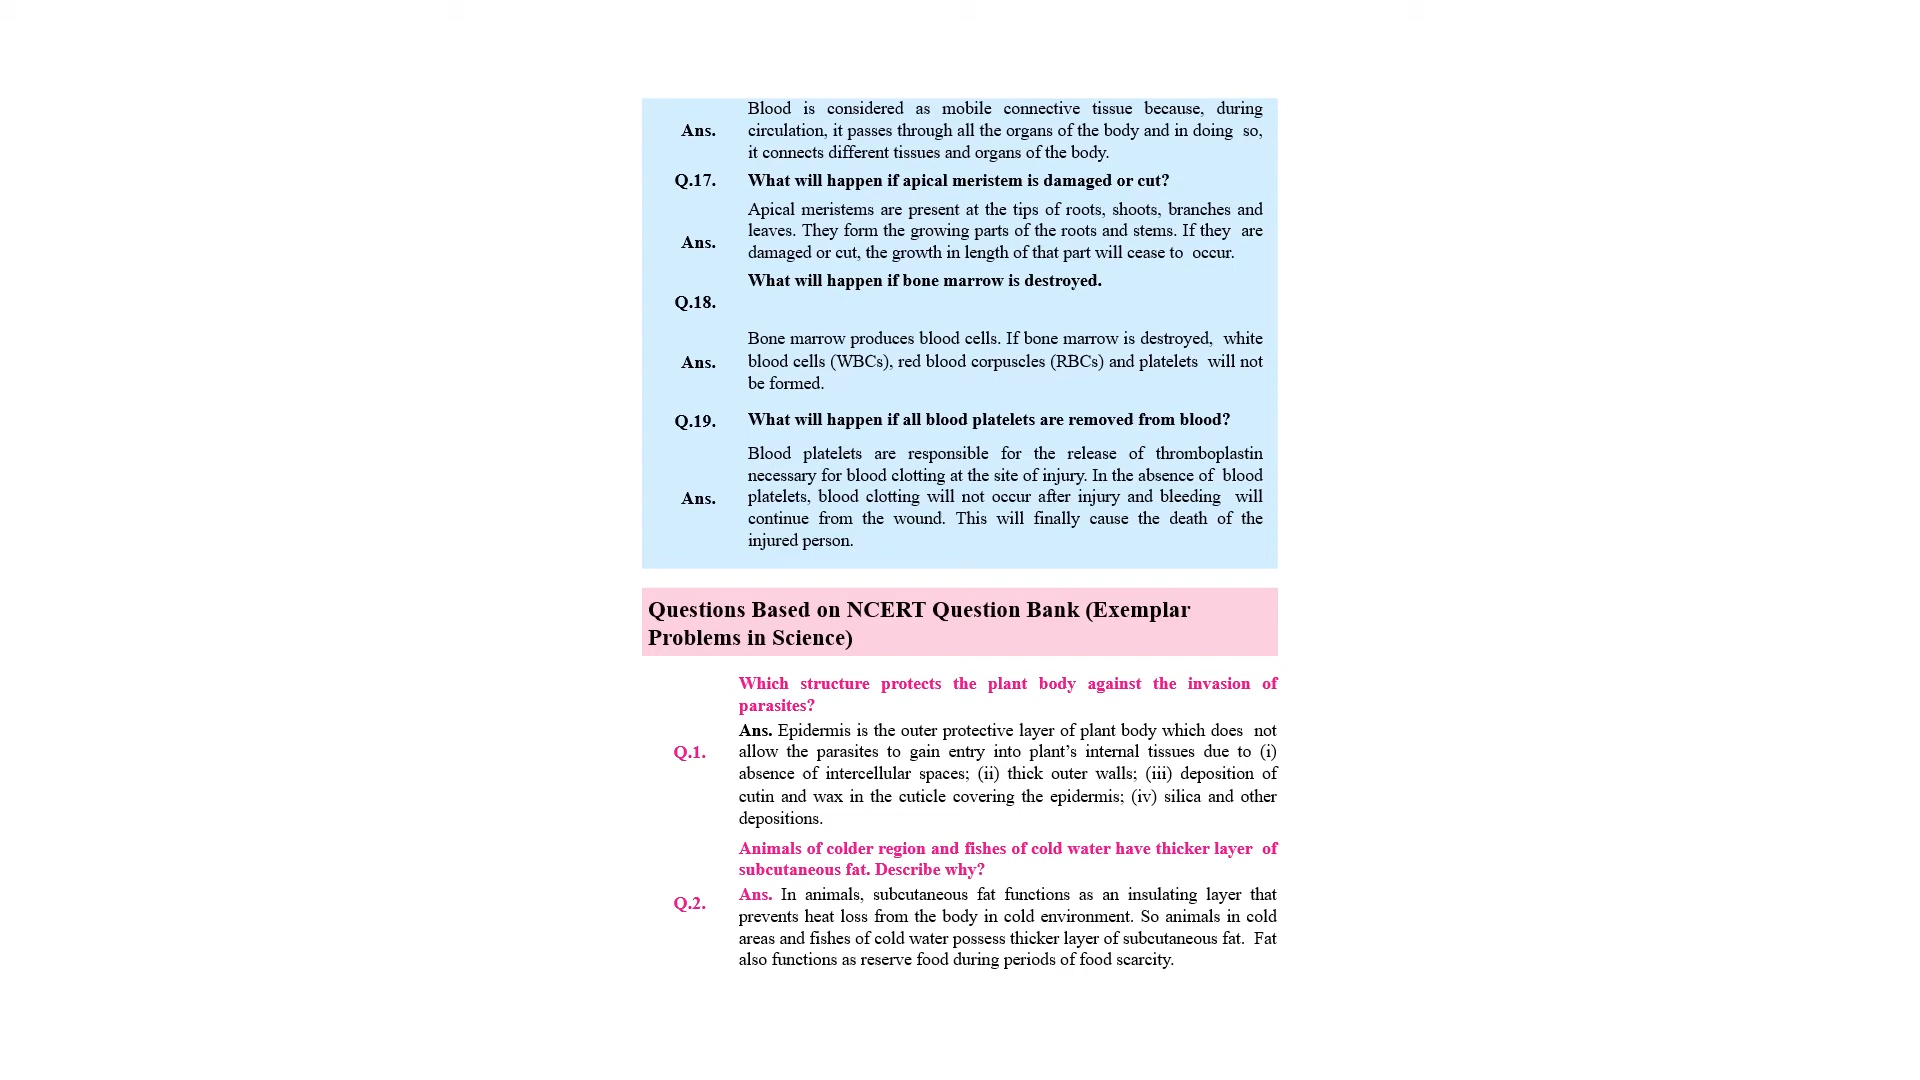 Blood is considered as mobile connective tissue because, during
Ans. circulation, it passes through all the organs of the body and in doing so,
it connects different tissues and organs of the body.
Q.17. What will happen if apical meristem is damaged or cut?
Apical meristems are present at the tips of roots, shoots, branches and
leaves. They form the growing parts of the roots and stems. If they are
Ans. damaged or cut, the growth in length of that part will cease to occur.
What will happen if bone marrow is destroyed.
Q.18.
Bone marrow produces blood cells. If bone marrow is destroyed, white
Ans. blood cells (WBCs), red blood corpuscles (RBCs) and platelets will not
be formed.
Q.19. What will happen if all blood platelets are removed from blood?
Blood platelets are responsible for the release of thromboplastin
necessary for blood clotting at the site of injury. In the absence of blood
Ans. platelets, blood clotting will not occur after injury and bleeding will
continue from the wound. This will finally cause the death of the
injured person.
Questions Based on NCERT Question Bank (Exemplar
Problems in Science)
Which structure protects the plant body against the invasion of
parasites?
Ans. Epidermis is the outer protective layer of plant body which does not
Q.1. allow the parasites to gain entry into plant’s internal tissues due to (i)
absence of intercellular spaces; (ii) thick outer walls; (iii) deposition of
cutin and wax in the cuticle covering the epidermis; (iv) silica and other
depositions.
Animals of colder region and fishes of cold water have thicker layer of
subcutaneous fat. Describe why?
Q.2. Ans. In animals, subcutaneous fat functions as an insulating layer that
prevents heat loss from the body in cold environment. So animals in cold
areas and fishes of cold water possess thicker layer of subcutaneous fat. Fat
also functions as reserve food during periods of food scarcity.